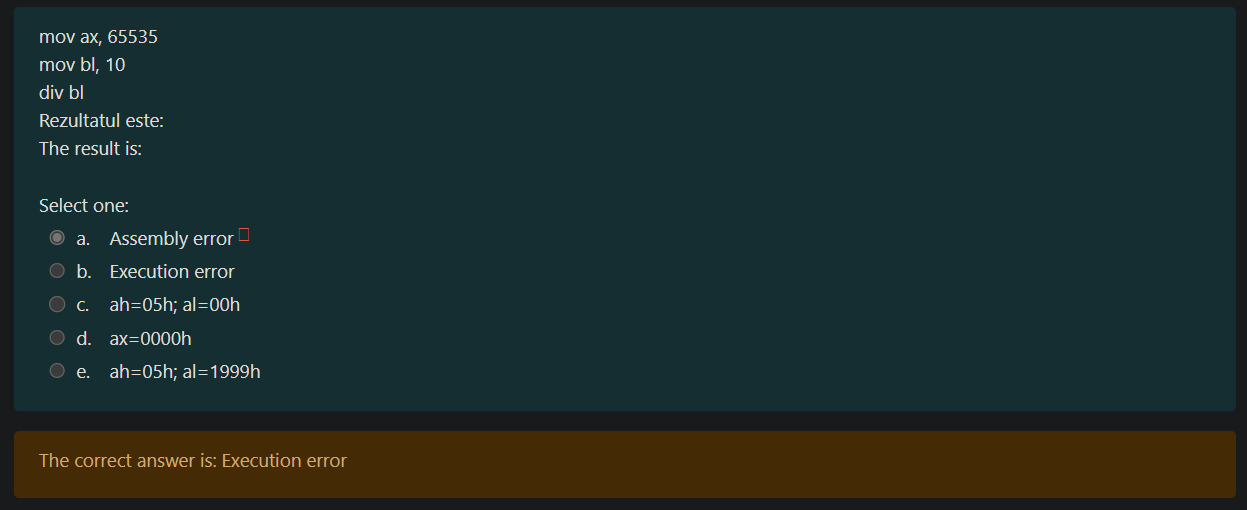 mov ax, 65535
mov bl, 10
div bl
Rezultatul este:
The result is:
Select one:
a. Assembly error
b. Execution error
c. ah=05h; al=00h
d. ax=0000h
e. ah=05h; al=1999h
The correct answer is: Execution error